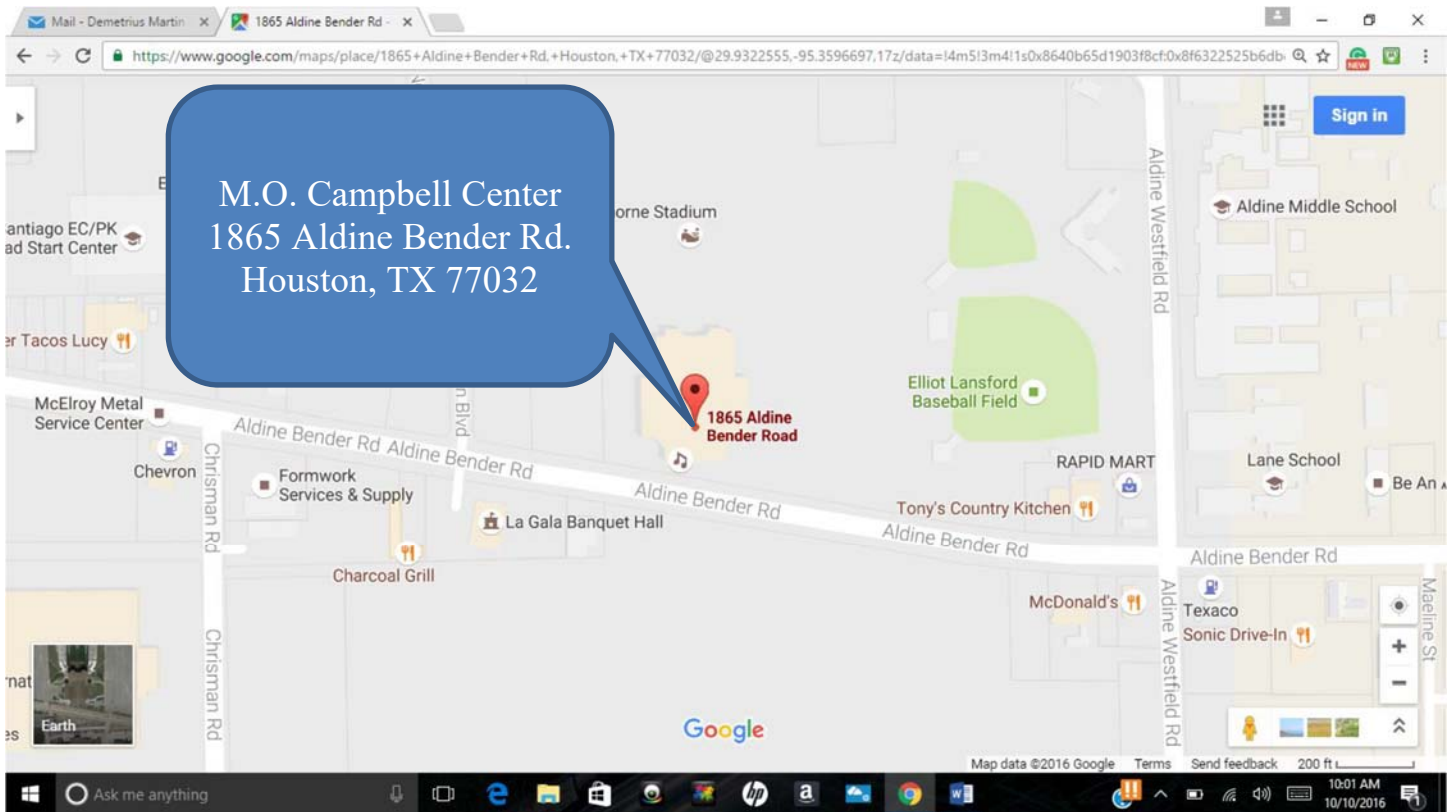 Mail - Demetrius Martin
1865 Aldine Bender Rd -
https://www.google.com/maps/place/1865+Aldine+Bender+Rd,+Houston,+TX+77032/@29.9322555,-95.3596697,17z/data=!4m5!3m4!1s0x8640b65d1903f8cf:0x8f6322525b6db
NEW
Sign in
M.O. Campbell Center
1865 Aldine Bender Rd.
Houston, TX 77032
Stadium
Aldine Westfield Rd
Aldine Middle School
EC/PK
Start Center
Tacos Lucy
McElroy Metal
Service Center
Chevron
Chrisman Rd
Aldine Bender Rd
Aldine Bender Rd
Blvd
Formwork
Services & Supply
La Gala Banquet Hall
Charcoal Grill
1865 Aldine
Bender Road
Aldine Bender Rd
Elliot Lansford
Baseball Field
RAPID MART
Tony's Country Kitchen
Aldine Bender Rd
Lane School
Be An
Aldine Bender Rd
McDonald's
Aldine Westfield Rd
Texaco
Sonic Drive-In
Maeline St
Chrisman Rd
Earth
Google
Map data ©2016 Google
Terms
Send feedback
200 ft
Ask me anything
hp
a
10:01 AM
10/10/2016